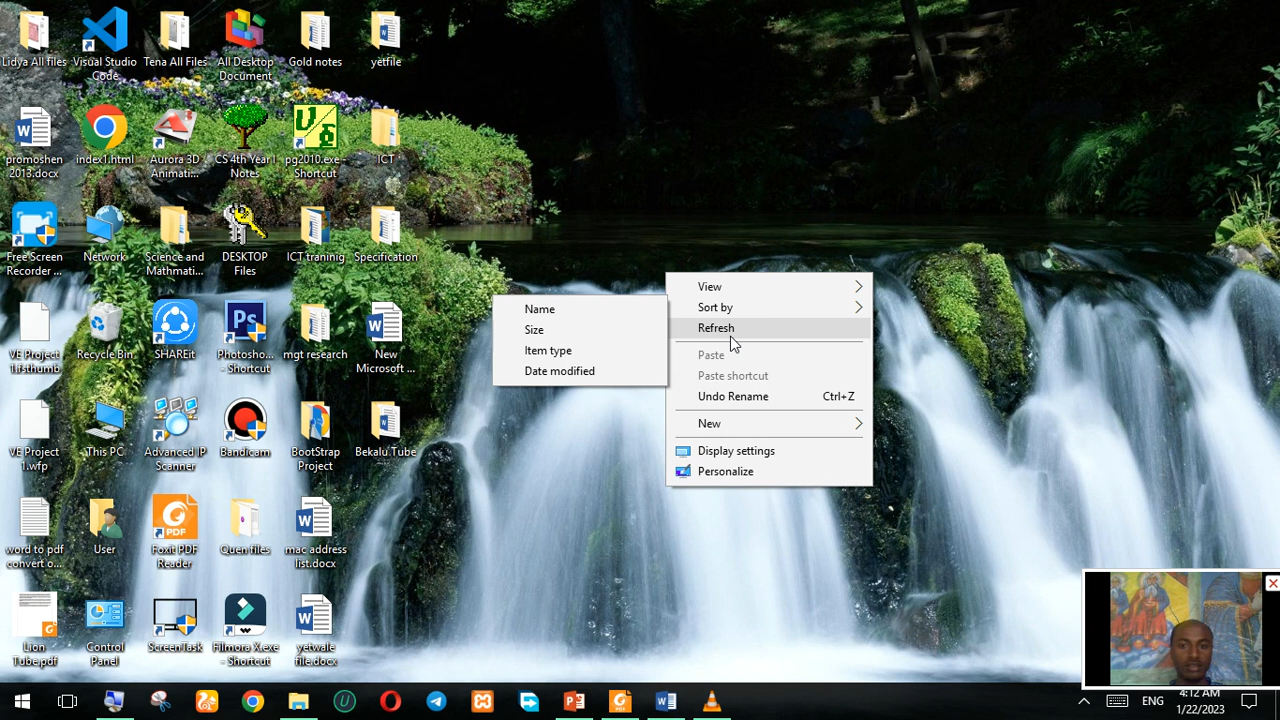 Lidya All files
Visual Studio
Code
Tena All Files
All Desktop
Document
Gold notes
yetfile
promoshen
2013.docx
index1.html
Aurora 3D
Animati...
CS 4th Year I
Notes
pg2010.exe -
Shortcut
ICT
Free Screen
Recorder ...
Network
Science and
Mathmati...
DESKTOP
Files
ICT traninig
Specification
VE Project
1.fsthumb
Recycle Bin
SHAREit
Photosho...
- Shortcut
mgt research
New
Microsoft ...
VE Project
1.wfp
This PC
Advanced IP
Scanner
Bandicam
BootStrap
Project
Bekalu Tube
word to pdf
convert o...
User
Foxit PDF
Reader
Quen files
mac address
list.docx
Lion
Tube.pdf
Control
Panel
ScreenTask
Filmora X.exe
- Shortcut
yetwale
file.docx
Name
Size
Item type
Date modified
View
Sort by
Refresh
Paste
Paste shortcut
Undo Rename Ctrl+Z
New
Display settings
Personalize
ENG
4:12 AM
1/22/2023